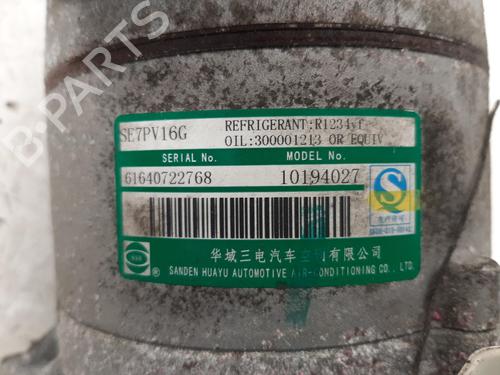 B-PARTS
SE7PV16G
REFRIGERANT:R1234yf
OIL:300001213 OR EQUIV
SERIAL No.
MODEL No.
61640722768
10194027
华域三电汽车空调有限公司
SANDEN HUAYU AUTOMOTIVE AIR-CONDITIONING CO., LTD.